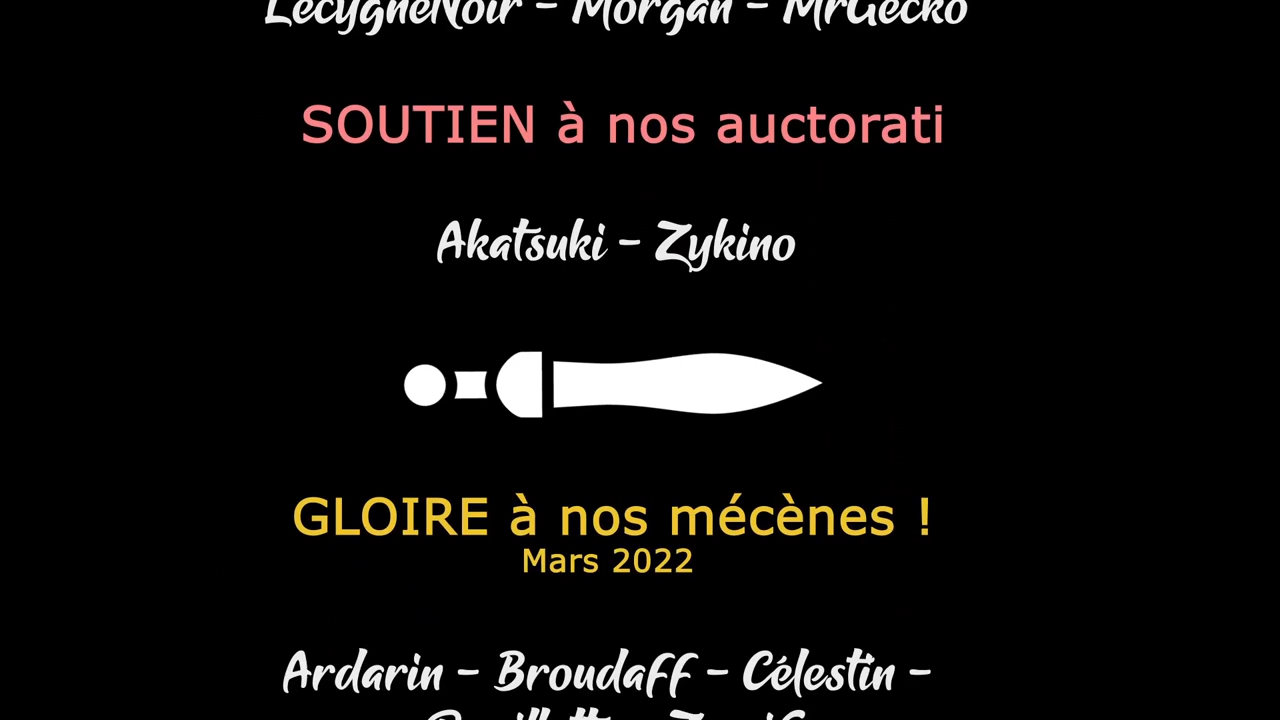 LecygneNoir – Morgan – MrGecko
SOUTIEN à nos auctorati
Akatsuki – Zykino
GLOIRE à nos mécènes !
Mars 2022
Ardarin – Broudaff – Célestin –